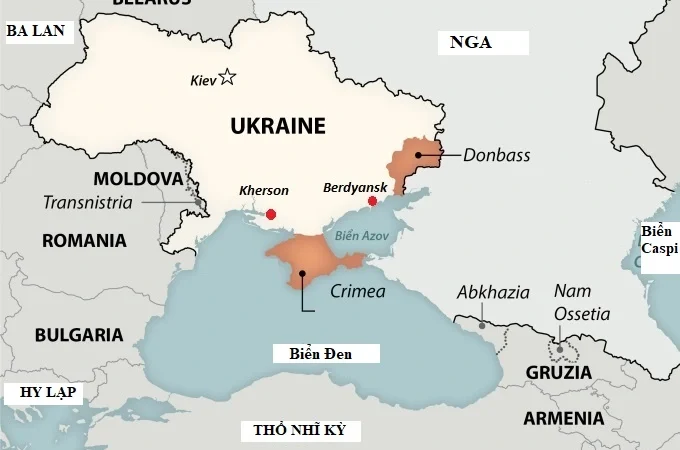 BELARUS
BA LAN
NGA
Kiev
UKRAINE
Donbass
MOLDOVA
Transnistria
Kherson
Berdyansk
ROMANIA
Biển Azov
Biển
Caspi
Crimea
Abkhazia
Nam
Ossetia
BULGARIA
Biển Đen
GRUZIA
HY LẠP
ARMENIA
THỔ NHĨ KỲ